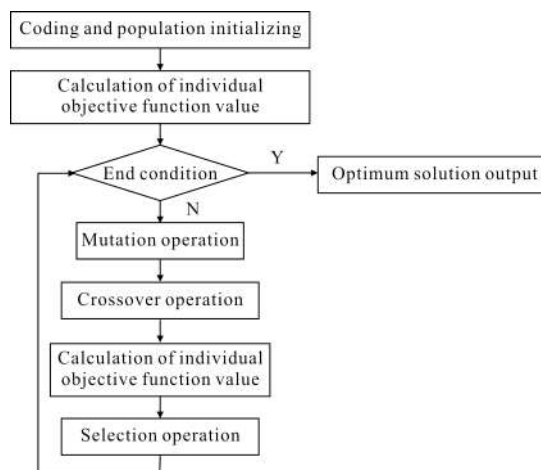 Coding and population initializing
Calculation of individual
objective function value
End condition
Y
Optimum solution output
N
Mutation operation
Crossover operation
Calculation of individual
objective function value
Selection operation